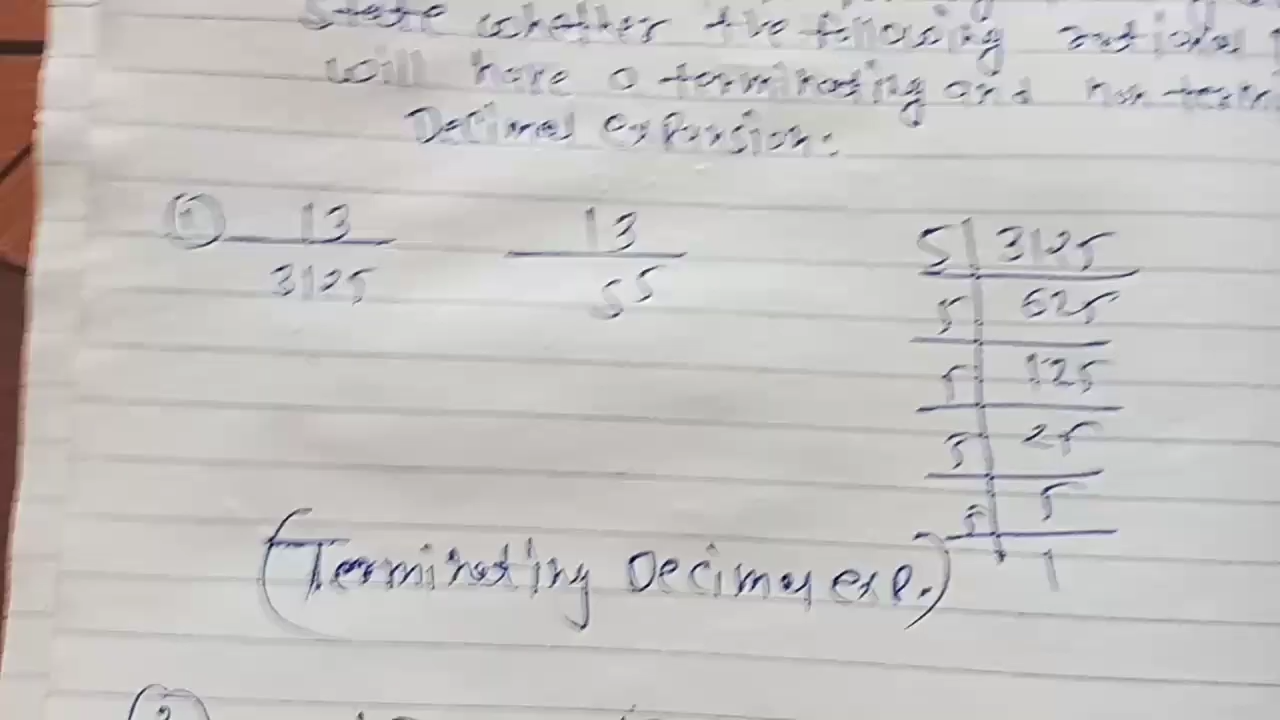 State whether the following rational
will have a terminating and non-
Decimal expansion:
① 13/3125 13/5⁵
5 | 3125
5 | 625
5 | 125
5 | 25
5 | 5
1
(Terminating Decimal exp.)
2